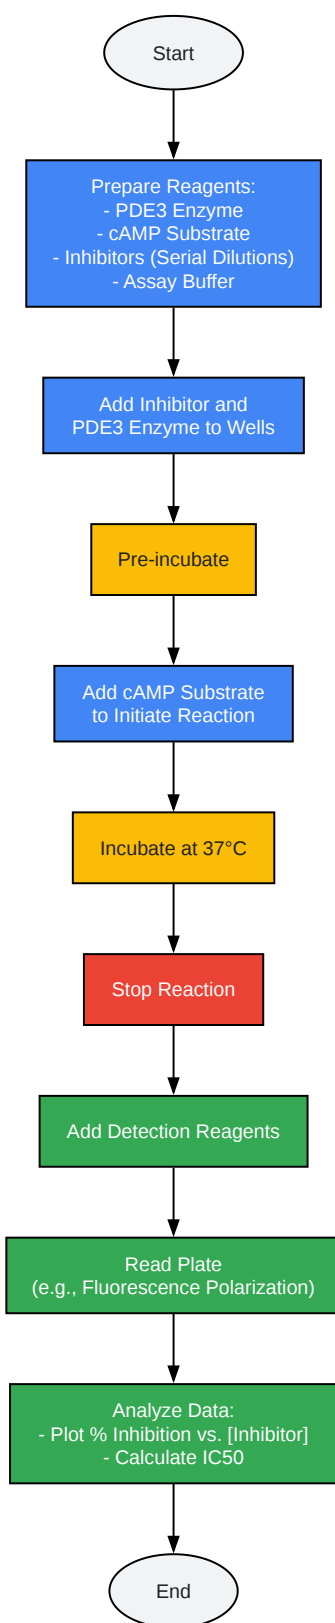 Start
Prepare Reagents:
- PDE3 Enzyme
- cAMP Substrate
- Inhibitors (Serial Dilutions)
- Assay Buffer
Add Inhibitor and
PDE3 Enzyme to Wells
Pre-incubate
Add cAMP Substrate
to Initiate Reaction
Incubate at 37°C
Stop Reaction
Add Detection Reagents
Read Plate
(e.g., Fluorescence Polarization)
Analyze Data:
- Plot % Inhibition vs. [Inhibitor]
- Calculate IC50
End